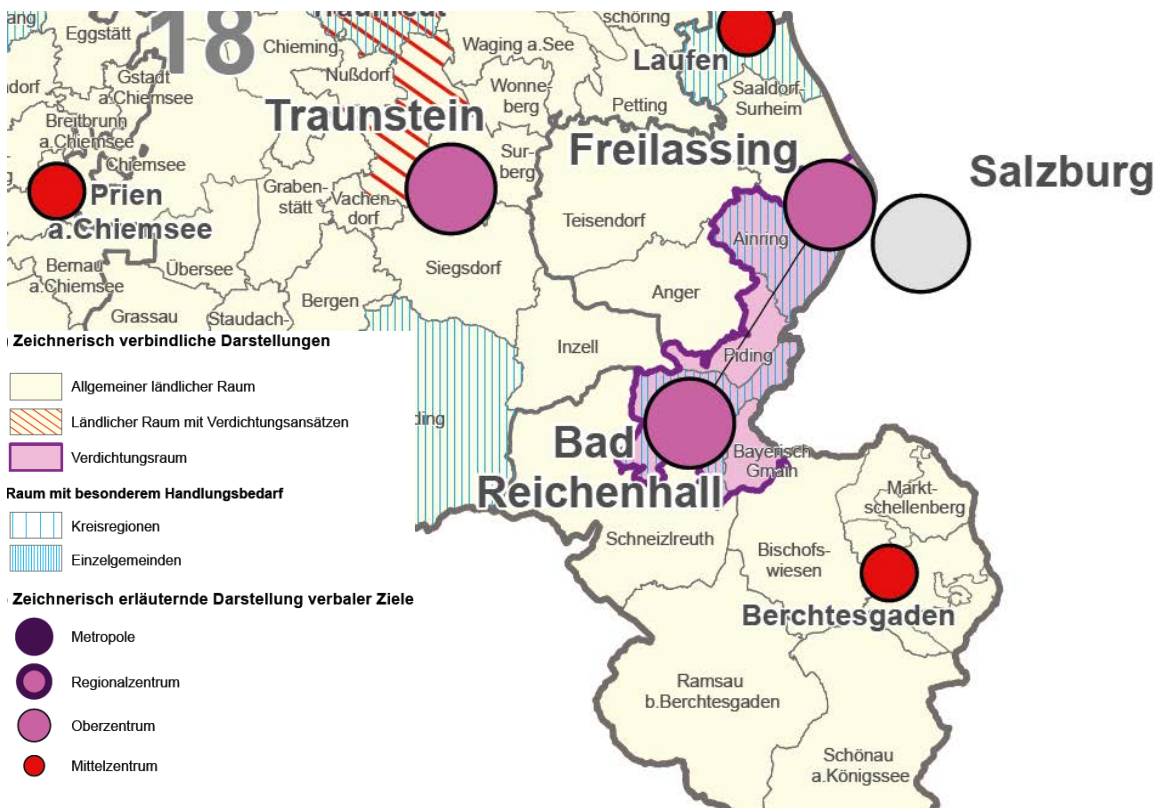 Eggstätt
18
Chieming
Waging a.See
schöring
Laufen
Gstadt
a.Chiemsee
Nußdorf
Wonne-
berg
Petting
Saaldorf-
Surheim
Breitbrunn
a.Chiemsee
Traunstein
Freilassing
Salzburg
Chiemsee
Sur-
berg
Prien
a.Chiemsee
Graben-
stätt
Vachen-
dorf
Teisendorf
Ainring
Bernau
a.Chiemsee
Übersee
Siegsdorf
Anger
Grassau
Staudach-
Bergen
Inzell
Piding
Zeichnerisch verbindliche Darstellungen
Allgemeiner ländlicher Raum
Ländlicher Raum mit Verdichtungsansätzen
Verdichtungsraum
Raum mit besonderem Handlungsbedarf
Kreisregionen
Einzelgemeinden
Zeichnerisch erläuternde Darstellung verbaler Ziele
Metropole
Regionalzentrum
Oberzentrum
Mittelzentrum
Bad
Reichenhall
Bayerisch
Gmain
Markt-
schellenberg
Schneizlreuth
Bischofs-
wiesen
Berchtesgaden
Ramsau
b.Berchtesgaden
Schönau
a.Königssee